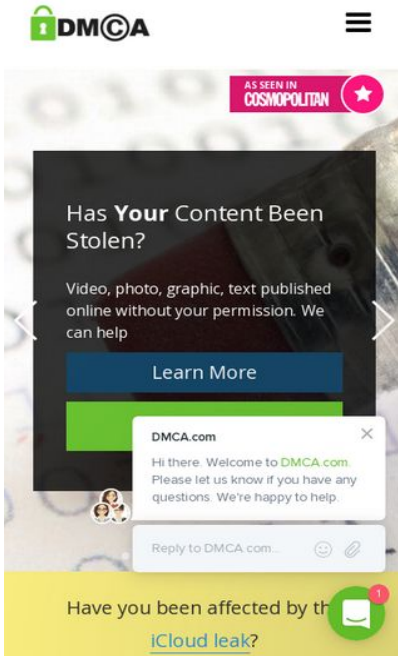 DMCA
AS SEEN IN
COSMOPOLITAN
Has Your Content Been
Stolen?
Video, photo, graphic, text published
online without your permission. We
can help
Learn More
DMCA.com
Hi there. Welcome to DMCA.com.
Please let us know if you have any
questions. We're happy to help.
Reply to DMCA.com...
1
Have you been affected by th
iCloud leak?